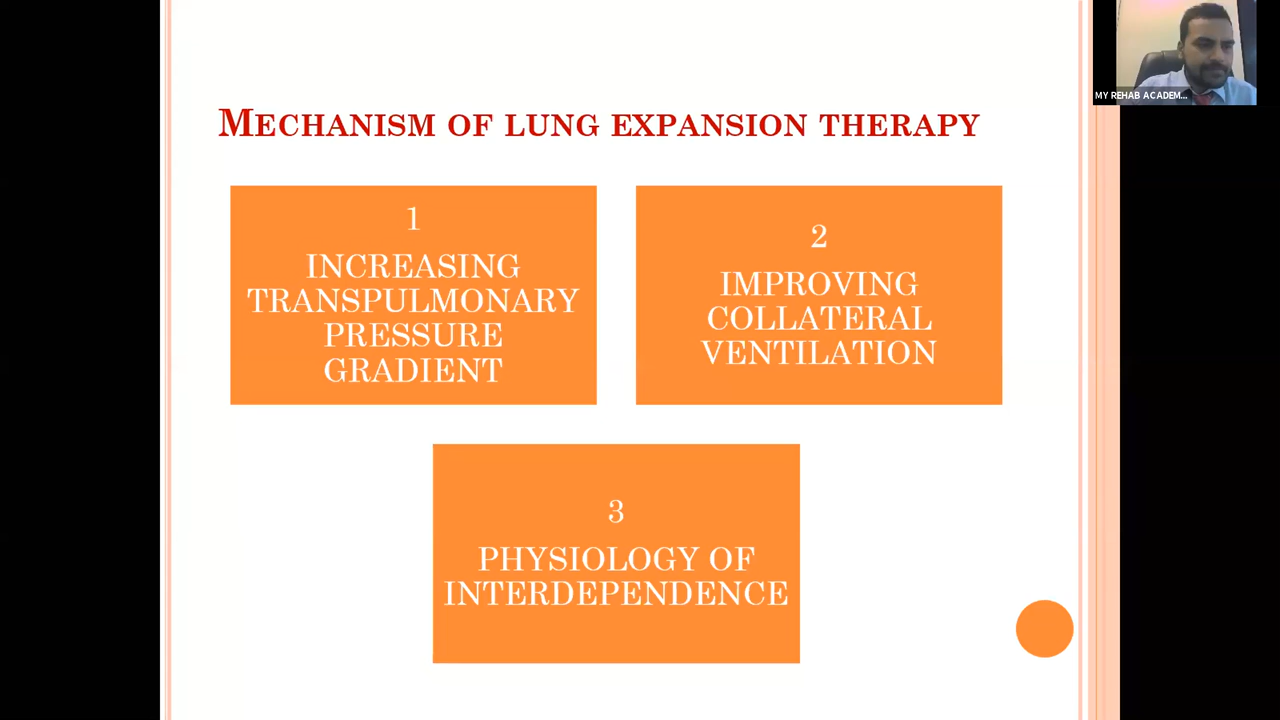 MECHANISM OF LUNG EXPANSION THERAPY
1
INCREASING
TRANSPULMONARY
PRESSURE
GRADIENT
2
IMPROVING
COLLATERAL
VENTILATION
3
PHYSIOLOGY OF
INTERDEPENDENCE
MY REHAB ACADEM...